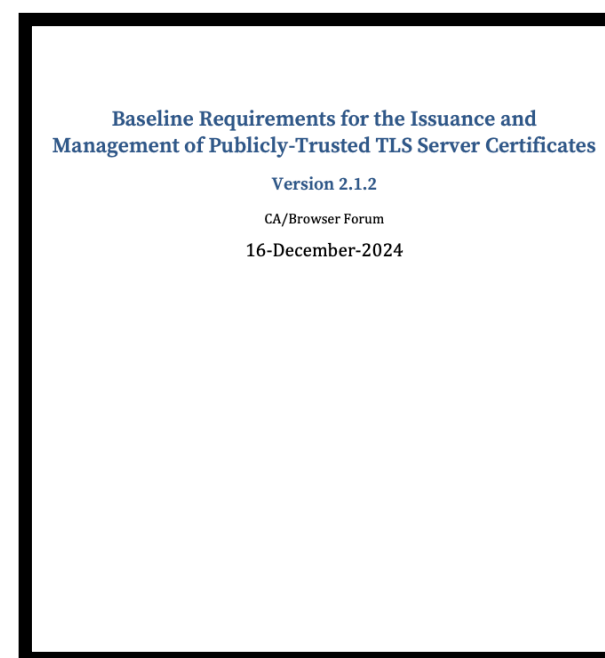 Baseline Requirements for the Issuance and
Management of Publicly-Trusted TLS Server Certificates
Version 2.1.2
CA/Browser Forum
16-December-2024